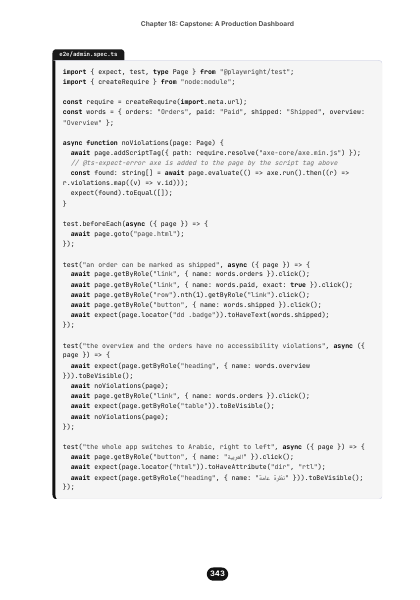 Chapter 18: Capstone: A Production Dashboard
e2e/admin.spec.ts
import { expect, test, type Page } from "@playwright/test";
import { createRequire } from "node:module";
const require = createRequire(import.meta.url);
const words = { orders: "Orders", paid: "Paid", shipped: "Shipped", overview:
"Overview" };
async function noViolations(page: Page) {
await page.addScriptTag({ path: require.resolve("axe-core/axe.min.js") });
// @ts-expect-error axe is added to the page by the script tag above
const found: string[] = await page.evaluate(() => axe.run().then((r) =>
r.violations.map((v) => v.id)));
expect(found).toEqual([]);
}
test.beforeEach(async ({ page }) => {
await page.goto("page.html");
});
test("an order can be marked as shipped", async ({ page }) => {
await page.getByRole("link", { name: words.orders }).click();
await page.getByRole("link", { name: words.paid, exact: true }).click();
await page.getByRole("row").nth(1).getByRole("link").click();
await page.getByRole("button", { name: words.shipped }).click();
await expect(page.locator("dd .badge")).toHaveText(words.shipped);
});
test("the overview and the orders have no accessibility violations", async ({
page }) => {
await expect(page.getByRole("heading", { name: words.overview
})).toBeVisible();
await noViolations(page);
await page.getByRole("link", { name: words.orders }).click();
await expect(page.getByRole("table")).toBeVisible();
await noViolations(page);
});
test("the whole app switches to Arabic, right to left", async ({ page }) => {
await page.getByRole("button", { name: "العربية" }).click();
await expect(page.locator("html")).toHaveAttribute("dir", "rtl");
await expect(page.getByRole("heading", { name: "نظرة عامة" })).toBeVisible();
});
343